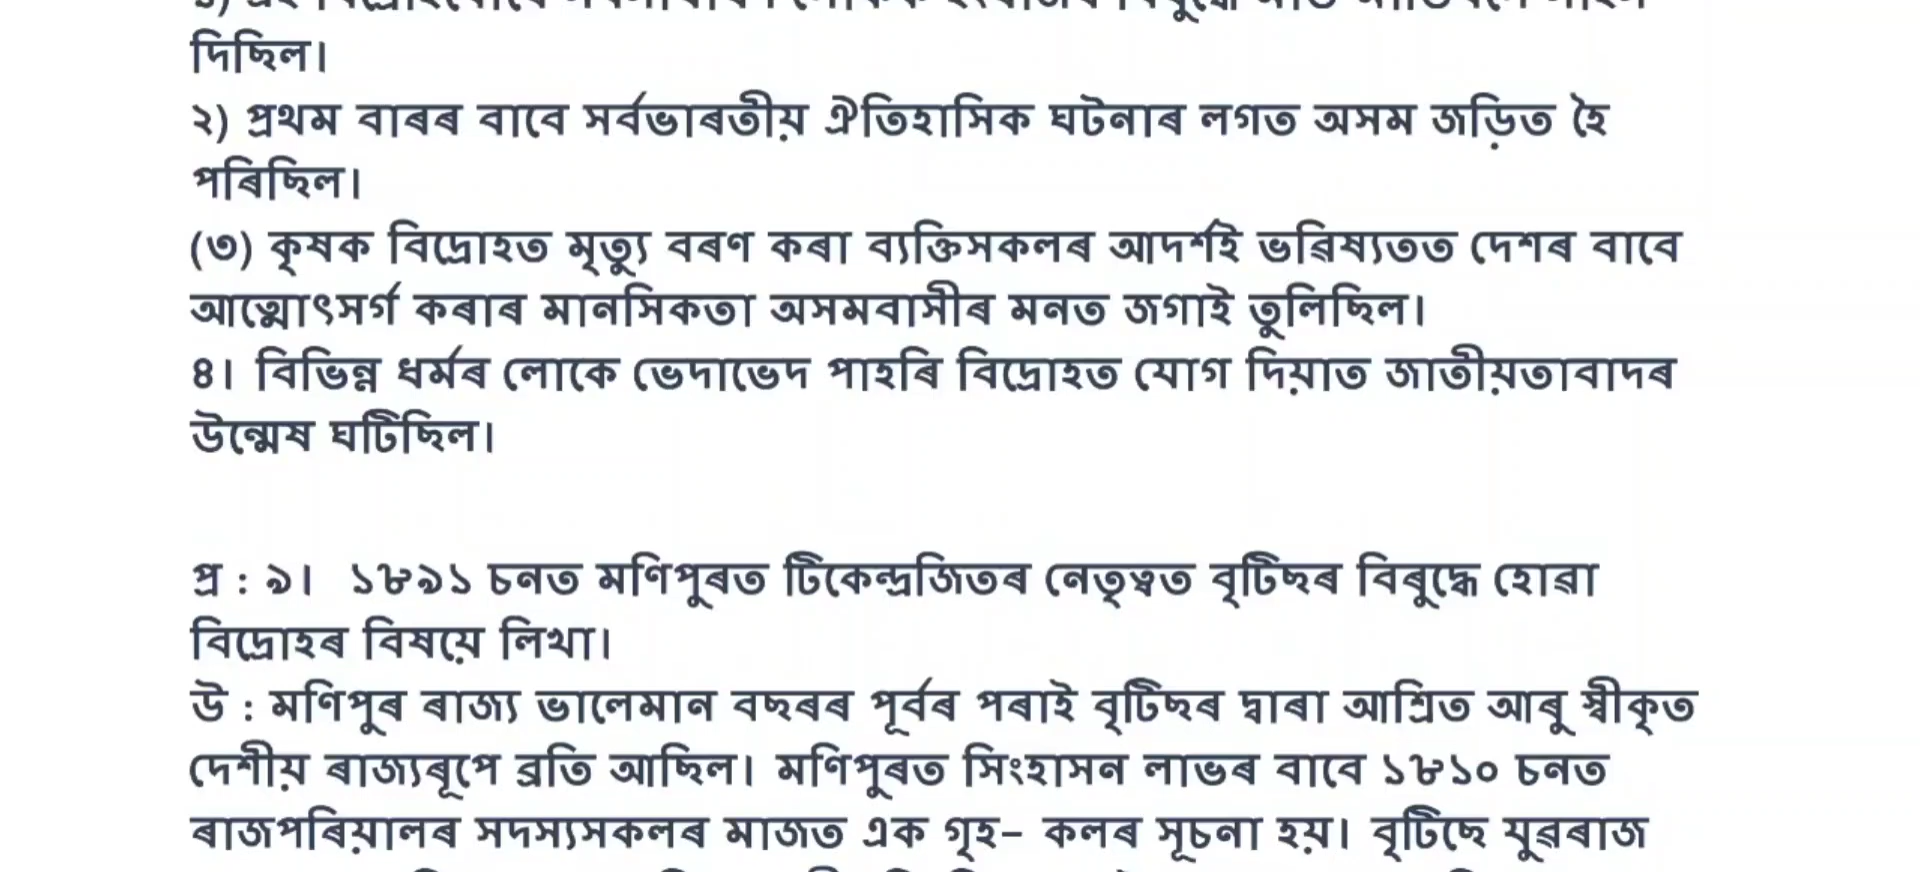 দিছিল।
২) প্ৰথম বাৰৰ বাবে সৰ্বভাৰতীয় ঐতিহাসিক ঘটনাৰ লগত অসম জড়িত হৈ
পৰিছিল।
(৩) কৃষক বিদ্ৰোহত মৃত্যু বৰণ কৰা ব্যক্তিসকলৰ আদৰ্শই ভৱিষ্যতত দেশৰ বাবে
আত্মোৎসৰ্গ কৰাৰ মানসিকতা অসমবাসীৰ মনত জগাই তুলিছিল।
৪। বিভিন্ন ধৰ্মৰ লোকে ভেদাভেদ পাহৰি বিদ্ৰোহত যোগ দিয়াত জাতীয়তাবাদৰ
উন্মেষ ঘটিছিল।
প্ৰ : ৯। ১৮৯১ চনত মণিপুৰত টিকেন্দ্ৰজিতৰ নেতৃত্বত বৃটিছৰ বিৰুদ্ধে হোৱা
বিদ্ৰোহৰ বিষয়ে লিখা।
উ : মণিপুৰ ৰাজ্য ভালেমান বছৰৰ পূৰ্বৰ পৰাই বৃটিছৰ দ্বাৰা আশ্ৰিত আৰু স্বীকৃত
দেশীয় ৰাজ্যৰূপে ব্ৰতি আছিল। মণিপুৰত সিংহাসন লাভৰ বাবে ১৮১০ চনত
ৰাজপৰিয়ালৰ সদস্যসকলৰ মাজত এক গৃহ– কলৰ সূচনা হয়। বৃটিছে যুৱৰাজ